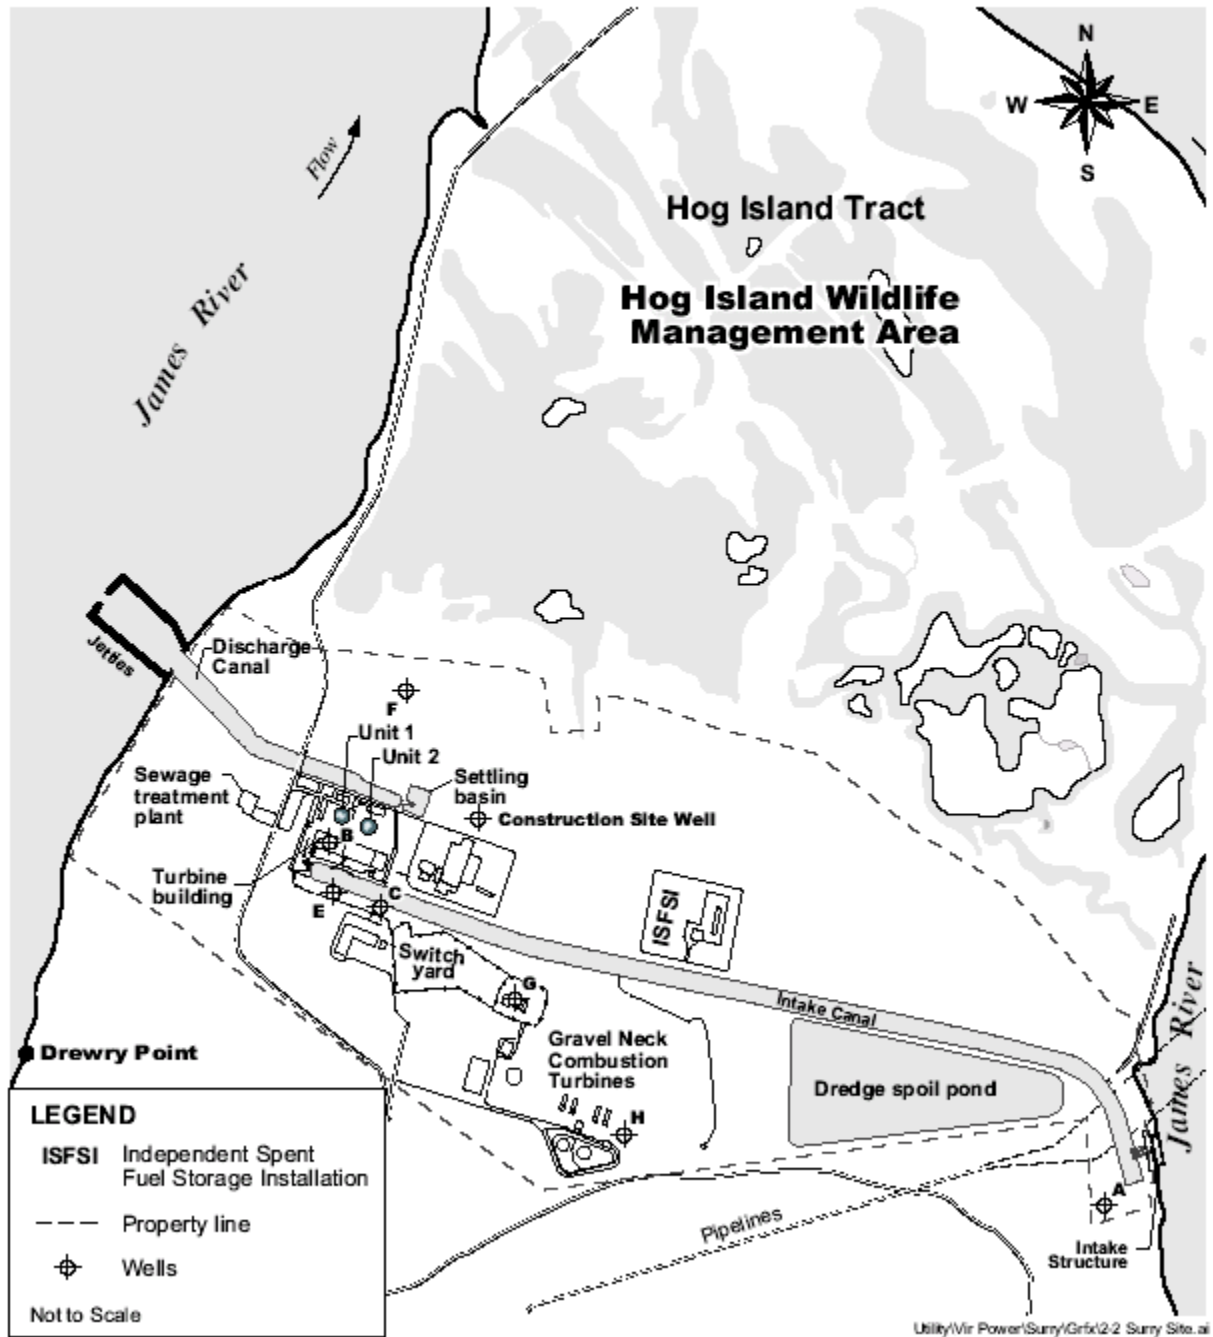 N
W
E
S
Flow
James River
Hog Island Tract
Hog Island Wildlife
Management Area
Jetties
Discharge
Canal
F
Unit 1
Unit 2
Sewage
treatment
plant
Settling
basin
Construction Site Well
B
Turbine
building
E
C
ISFSI
Switch
yard
G
Intake Canal
James River
Gravel Neck
Combustion
Turbines
Drewry Point
Dredge spoil pond
H
A
Pipelines
Intake
Structure
LEGEND
ISFSI Independent Spent
Fuel Storage Installation
Property line
Wells
Not to Scale
Utility\Vir Power\Surry\Grfx\2-2 Surry Site.ai